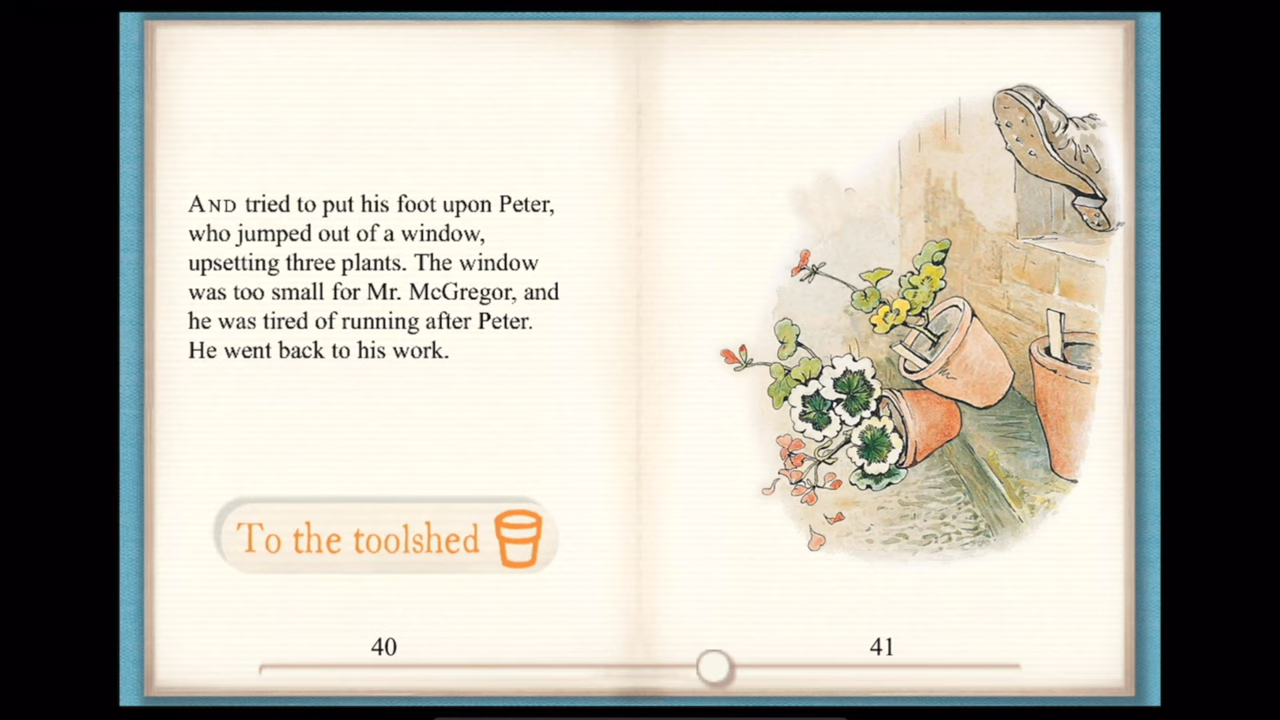 AND tried to put his foot upon Peter,
who jumped out of a window,
upsetting three plants. The window
was too small for Mr. McGregor, and
he was tired of running after Peter.
He went back to his work.
To the toolshed
40
41